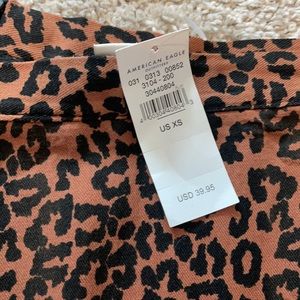 AMERICAN EAGLE
031 0313 00852
3104-200
30440804
US XS
USD 39.95